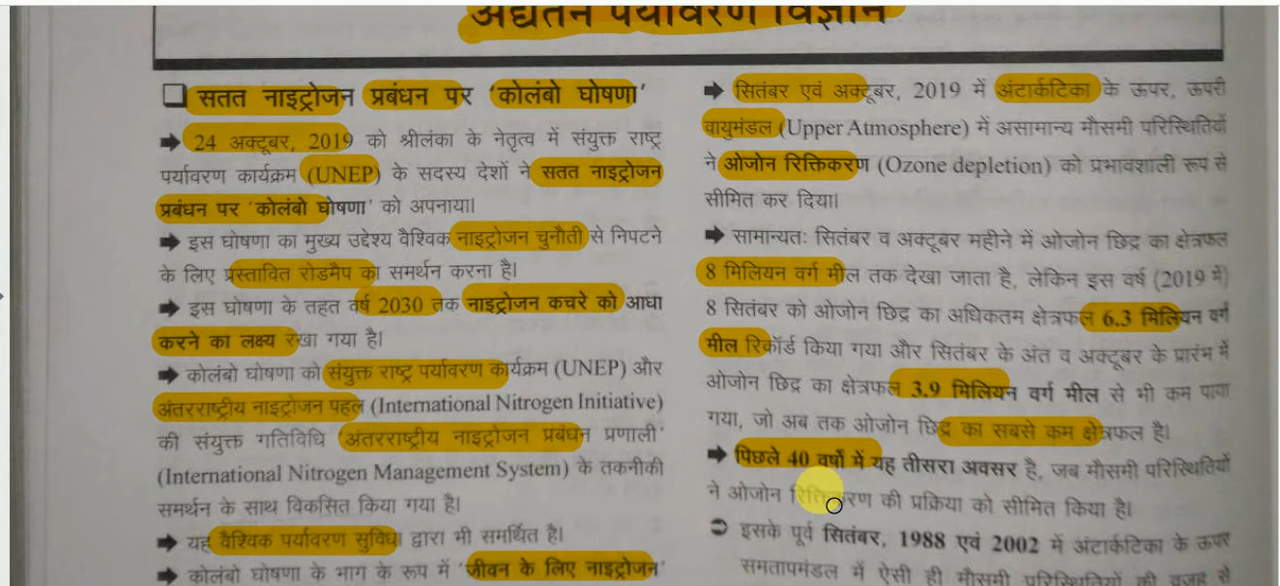 अद्यतन पर्यावरण विज्ञान
❑ सतत नाइट्रोजन प्रबंधन पर 'कोलंबो घोषणा'
➡ 24 अक्टूबर, 2019 को श्रीलंका के नेतृत्व में संयुक्त राष्ट्र
पर्यावरण कार्यक्रम (UNEP) के सदस्य देशों ने सतत नाइट्रोजन
प्रबंधन पर 'कोलंबो घोषणा' को अपनाया।
➡ इस घोषणा का मुख्य उद्देश्य वैश्विक नाइट्रोजन चुनौती से निपटने
के लिए प्रस्तावित रोडमैप का समर्थन करना है।
➡ इस घोषणा के तहत वर्ष 2030 तक नाइट्रोजन कचरे को आधा
करने का लक्ष्य रखा गया है।
➡ कोलंबो घोषणा को संयुक्त राष्ट्र पर्यावरण कार्यक्रम (UNEP) और
अंतरराष्ट्रीय नाइट्रोजन पहल (International Nitrogen Initiative)
की संयुक्त गतिविधि 'अंतरराष्ट्रीय नाइट्रोजन प्रबंधन प्रणाली'
(International Nitrogen Management System) के तकनीकी
समर्थन के साथ विकसित किया गया है।
➡ यह वैश्विक पर्यावरण सुविधा द्वारा भी समर्थित है।
➡ कोलंबो घोषणा के भाग के रूप में 'जीवन के लिए नाइट्रोजन'
➡ सितंबर एवं अक्टूबर, 2019 में अंटार्कटिका के ऊपर, ऊपरी
वायुमंडल (Upper Atmosphere) में असामान्य मौसमी परिस्थितियों
ने ओजोन रिक्तिकरण (Ozone depletion) को प्रभावशाली रूप से
सीमित कर दिया।
➡ सामान्यतः सितंबर व अक्टूबर महीने में ओजोन छिद्र का क्षेत्रफल
8 मिलियन वर्ग मील तक देखा जाता है, लेकिन इस वर्ष (2019 में)
8 सितंबर को ओजोन छिद्र का अधिकतम क्षेत्रफल 6.3 मिलियन वर्ग
मील रिकॉर्ड किया गया और सितंबर के अंत व अक्टूबर के प्रारंभ में
ओजोन छिद्र का क्षेत्रफल 3.9 मिलियन वर्ग मील से भी कम पाया
गया, जो अब तक ओजोन छिद्र का सबसे कम क्षेत्रफल है।
➡ पिछले 40 वर्षों में यह तीसरा अवसर है, जब मौसमी परिस्थितियों
ने ओजोन रिक्तिकरण की प्रक्रिया को सीमित किया है।
➲ इसके पूर्व सितंबर, 1988 एवं 2002 में अंटार्कटिका के ऊपर
समतापमंडल में ऐसी ही मौसमी परिस्थितियों की वजह से